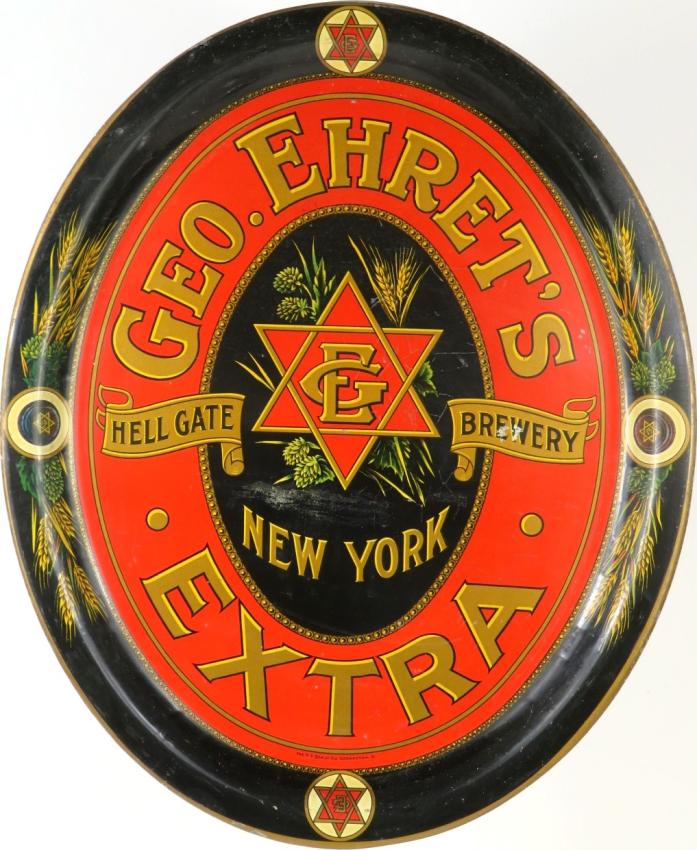 GEO. EHRET'S
HELL GATE BREWERY
GE
NEW YORK
EXTRA